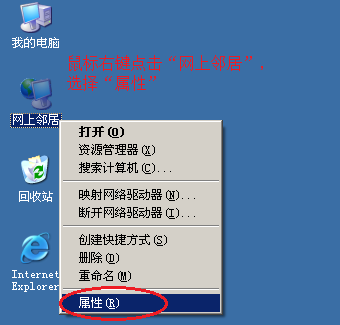 我的电脑
鼠标右键点击“网上邻居”，
选择“属性”
网上邻居
打开(O)
资源管理器(X)
搜索计算机(C)...
映射网络驱动器(N)...
断开网络驱动器(I)...
创建快捷方式(S)
删除(D)
重命名(M)
属性(R)
回收站
Internet
Explorer